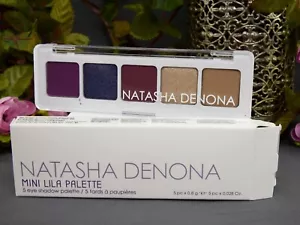 NATASHA DENONA
NATASHA DENONA
MINI LILA PALETTE
5 eye shadow palette / 5 fards à paupières